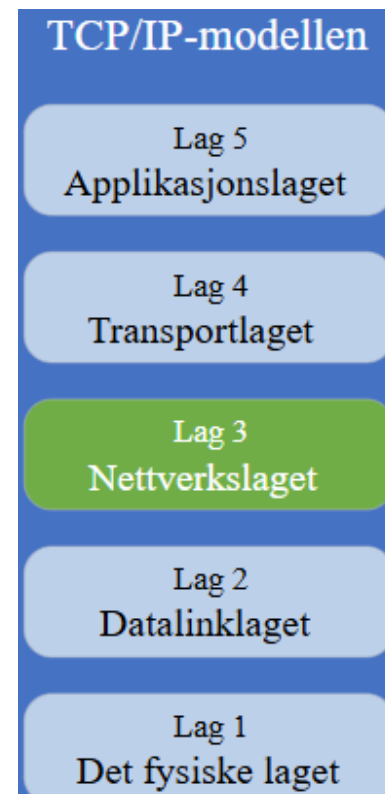 TCP/IP-modellen
Lag 5
Applikasjonslaget
Lag 4
Transportlaget
Lag 3
Nettverkslaget
Lag 2
Datalinklaget
Lag 1
Det fysiske laget